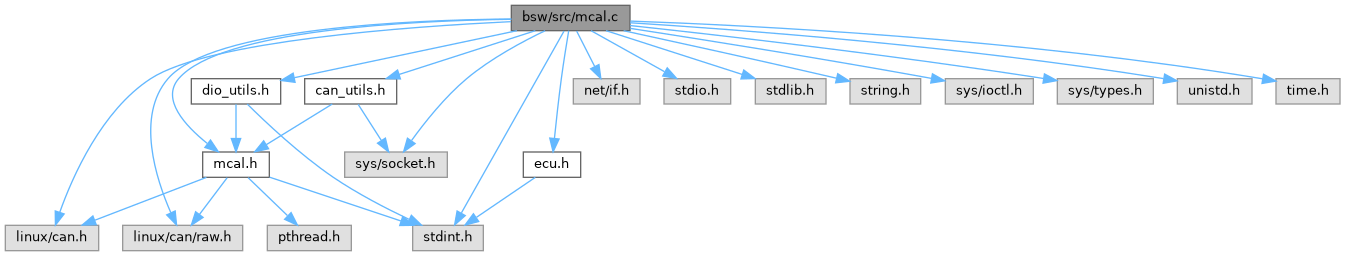 bsw/src/mcal.c
dio_utils.h
can_utils.h
net/if.h
stdio.h
stdlib.h
string.h
sys/ioctl.h
sys/types.h
unistd.h
time.h
mcal.h
sys/socket.h
ecu.h
linux/can.h
linux/can/raw.h
pthread.h
stdint.h